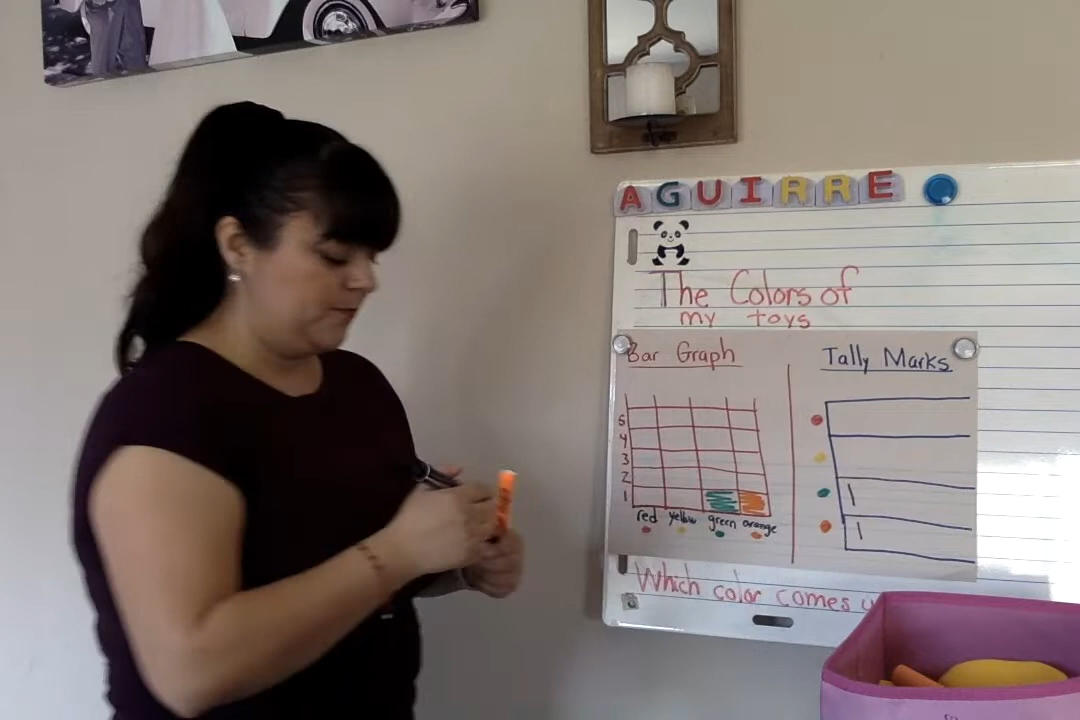 AGUIRRE
The Colors of
my toys
Bar Graph
5
4
3
2
1
red yellow green orange
Tally Marks
Which color comes